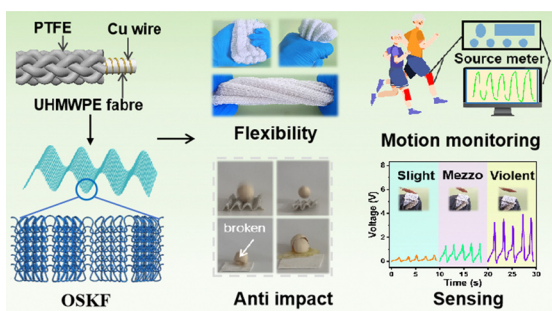 PTFE
Cu wire
UHMWPE fabre
OSKF
Flexibility
broken
Anti impact
Source meter
Motion monitoring
Slight
Mezzo
Violent
Voltage (V)
8
6
4
2
0
0 5 10 15 20 25 30
Time (s)
Sensing